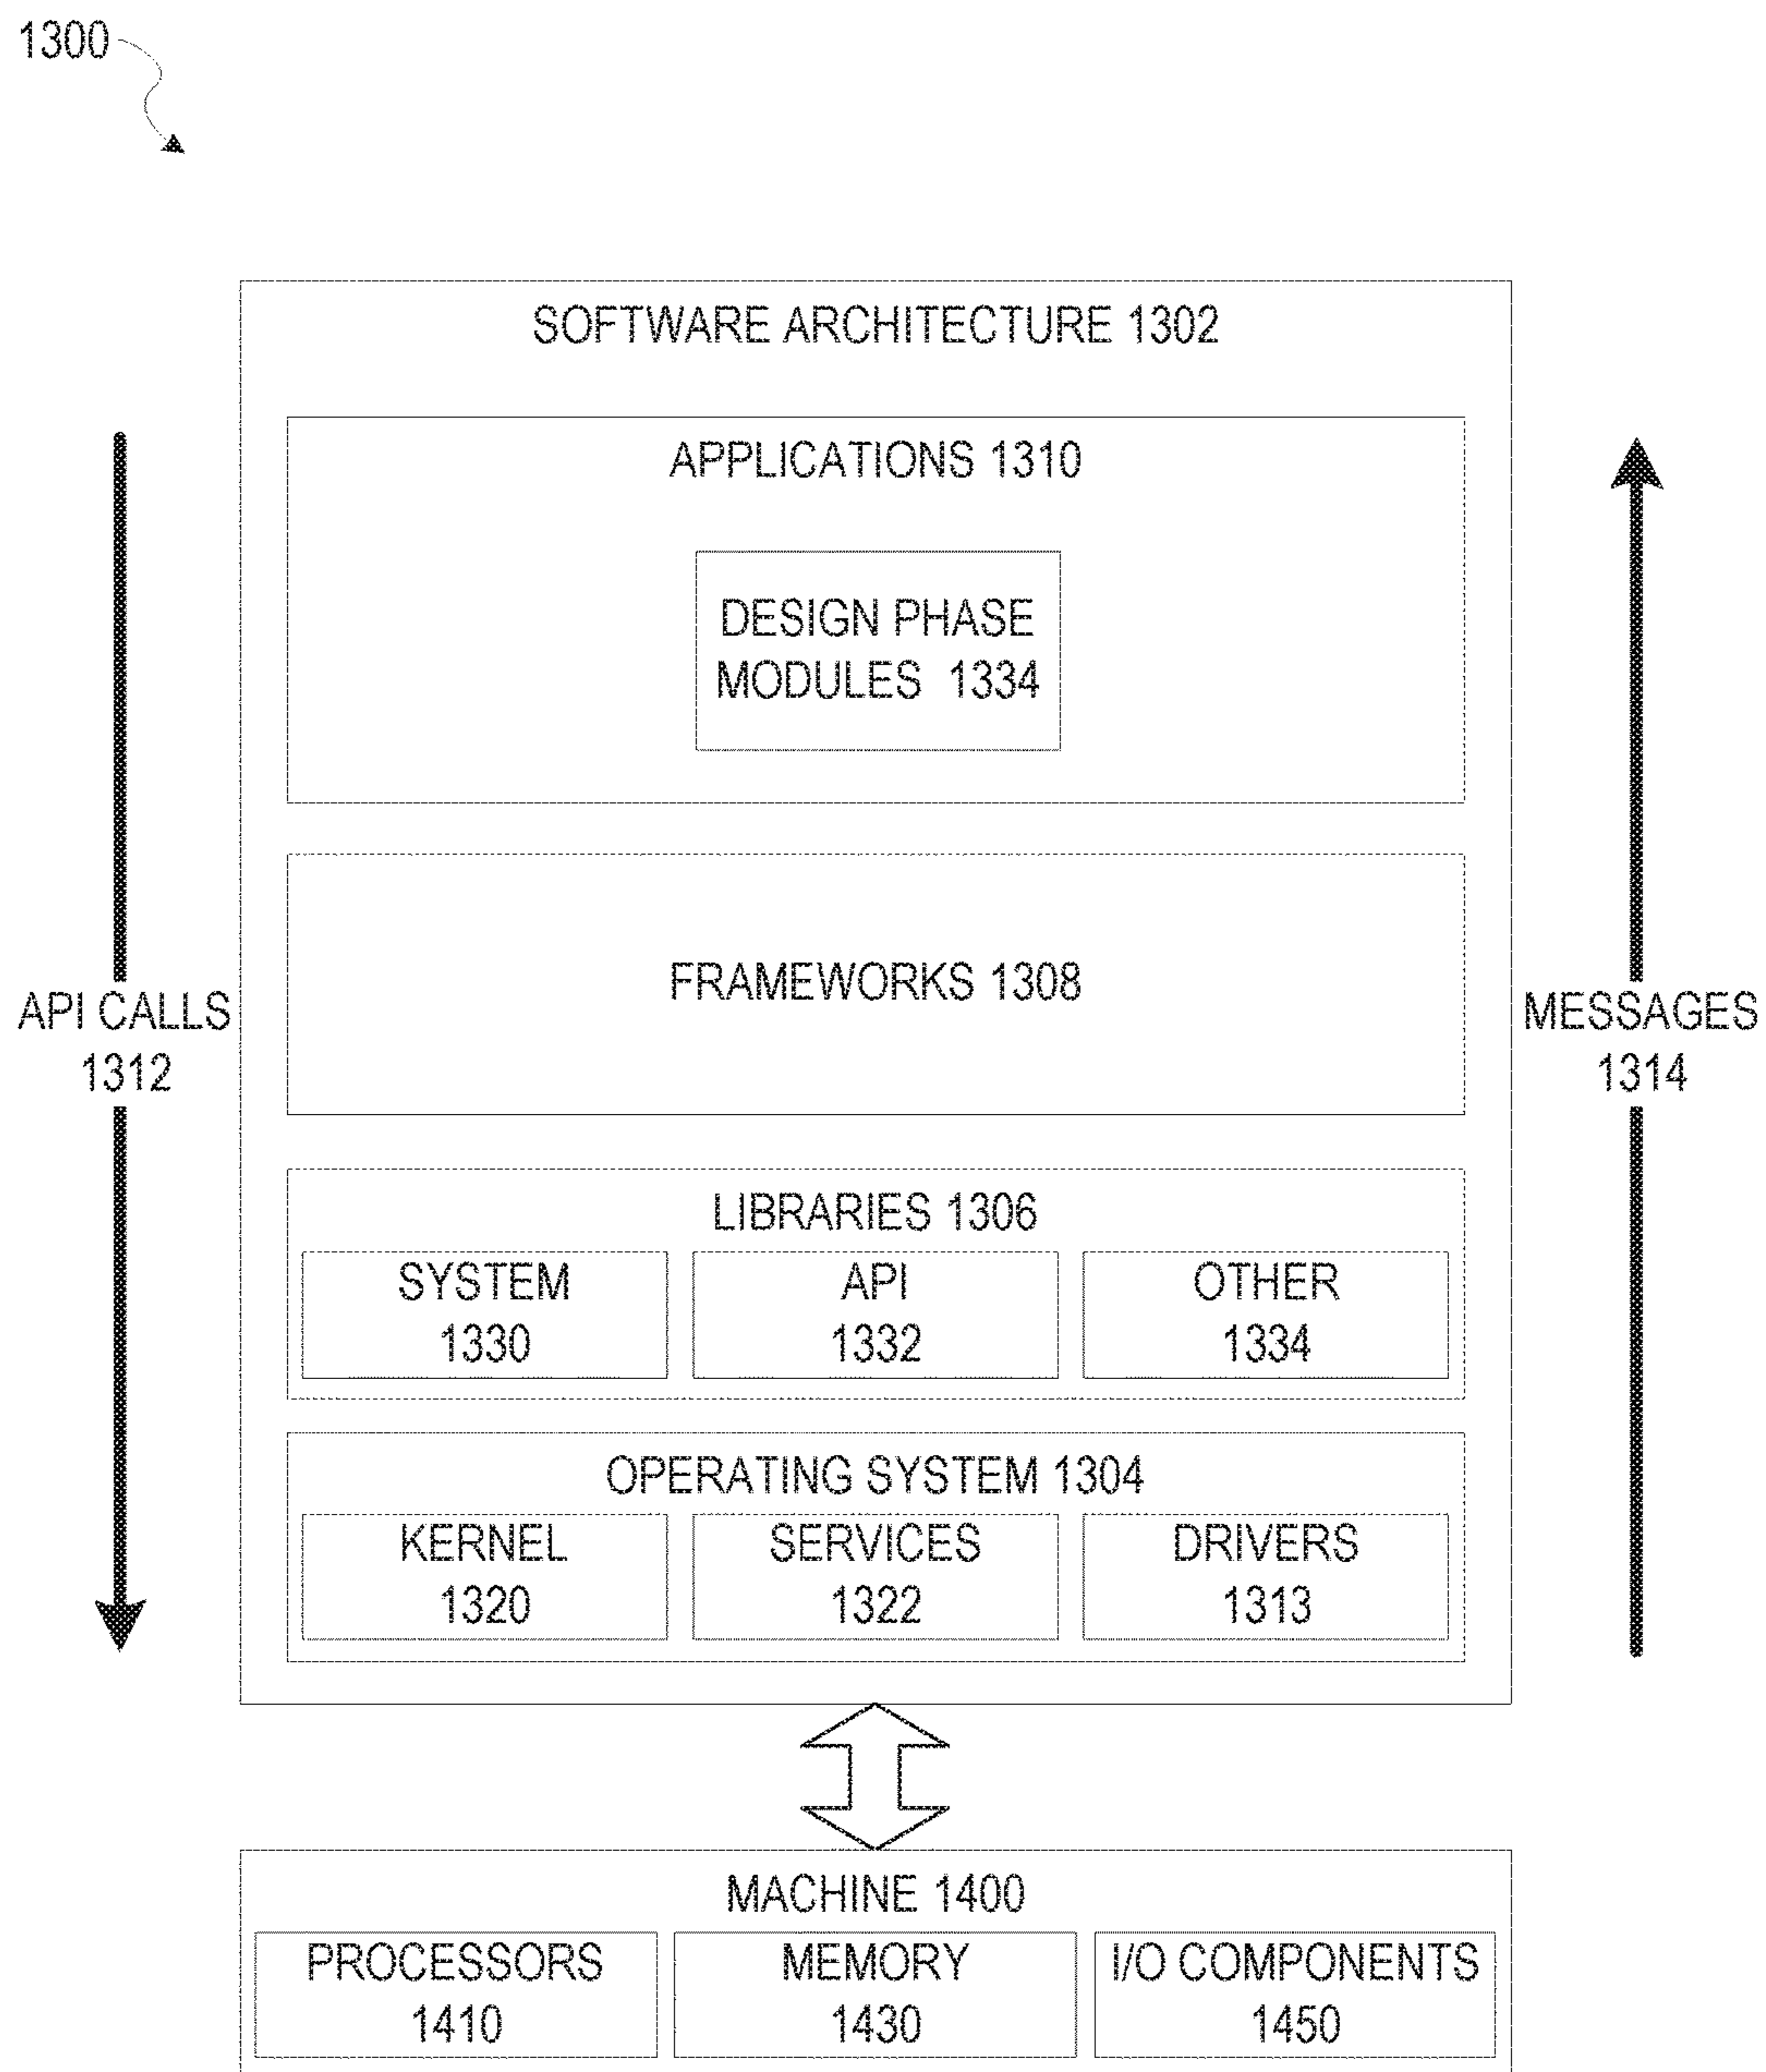 1300
SOFTWARE ARCHITECTURE 1302
APPLICATIONS 1310
DESIGN PHASE
MODULES 1334
FRAMEWORKS 1308
API CALLS
1312
MESSAGES
1314
LIBRARIES 1306
SYSTEM
1330
API
1332
OTHER
1334
OPERATING SYSTEM 1304
KERNEL
1320
SERVICES
1322
DRIVERS
1313
MACHINE 1400
PROCESSORS
1410
MEMORY
1430
I/O COMPONENTS
1450